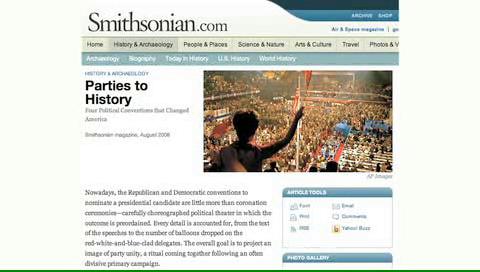 Smithsonian.com
ARCHIVE SHOP
Air & Space magazine | go
Home History & Archaeology People & Places Science & Nature Arts & Culture Travel Photos & V
Archaeology Biography Today in History U.S. History World History
HISTORY & ARCHAEOLOGY
Parties to
History
Four Political Conventions that Changed
America
Smithsonian magazine, August 2008
AP Images
Nowadays, the Republican and Democratic conventions to
nominate a presidential candidate are little more than coronation
ceremonies—carefully choreographed political theater in which the
outcome is preordained. Every detail is accounted for, from the text
of the speeches to the number of balloons dropped on the
red-white-and-blue-clad delegates. The overall goal is to project an
image of party unity, a ritual coming together following an often
divisive primary campaign.
ARTICLE TOOLS
Font Email
Print Comments
RSS Yahoo! Buzz
PHOTO GALLERY